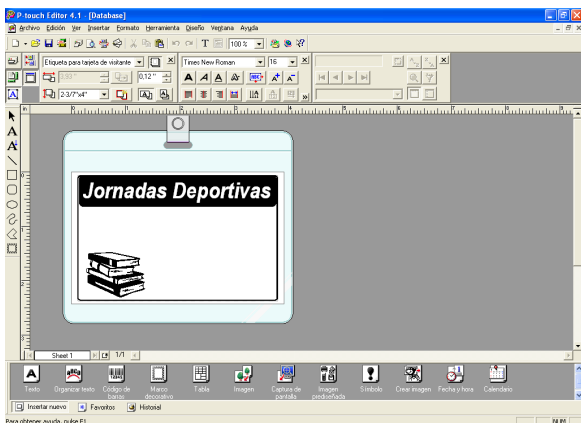 P-touch Editor 4.1 - [Database]
Archivo Edición Ver Insertar Formato Herramienta Diseño Ventana Ayuda
100 %
Etiqueta para tarjeta de visitante
Times New Roman
16
0,12 "
2-3/7"x4"
in
Jornadas Deportivas
Sheet 1
1/1
Texto
Organizar texto
Código de barras
Marco decorativo
Tabla
Imagen
Captura de pantalla
Imagen prediseñada
Símbolo
Crear imagen
Fecha y hora
Calendario
Insertar nuevo
Favoritos
Historial
Para obtener ayuda, pulse F1
NUM